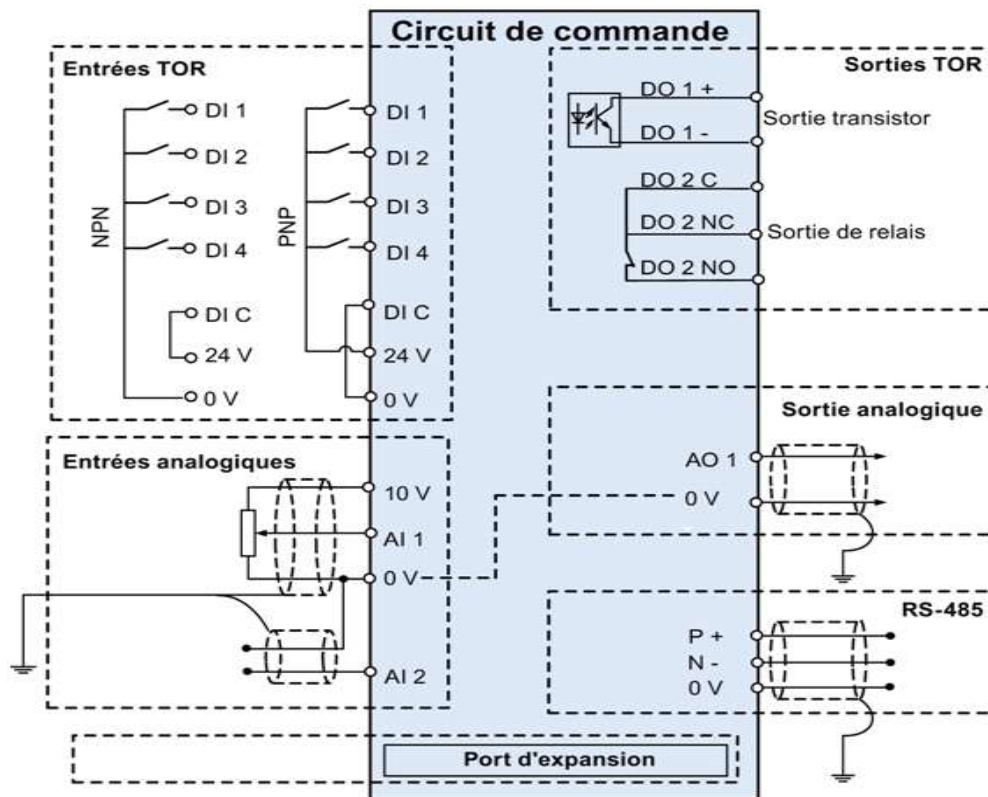 Circuit de commande
Entrées TOR
NPN
DI 1
DI 2
DI 3
DI 4
DI C
24 V
0 V
PNP
DI 1
DI 2
DI 3
DI 4
DI C
24 V
0 V
Entrées analogiques
10 V
AI 1
0 V
AI 2
Sorties TOR
DO 1 +
DO 1 -
Sortie transistor
DO 2 C
DO 2 NC
DO 2 NO
Sortie de relais
Sortie analogique
AO 1
0 V
RS-485
P +
N -
0 V
Port d'expansion